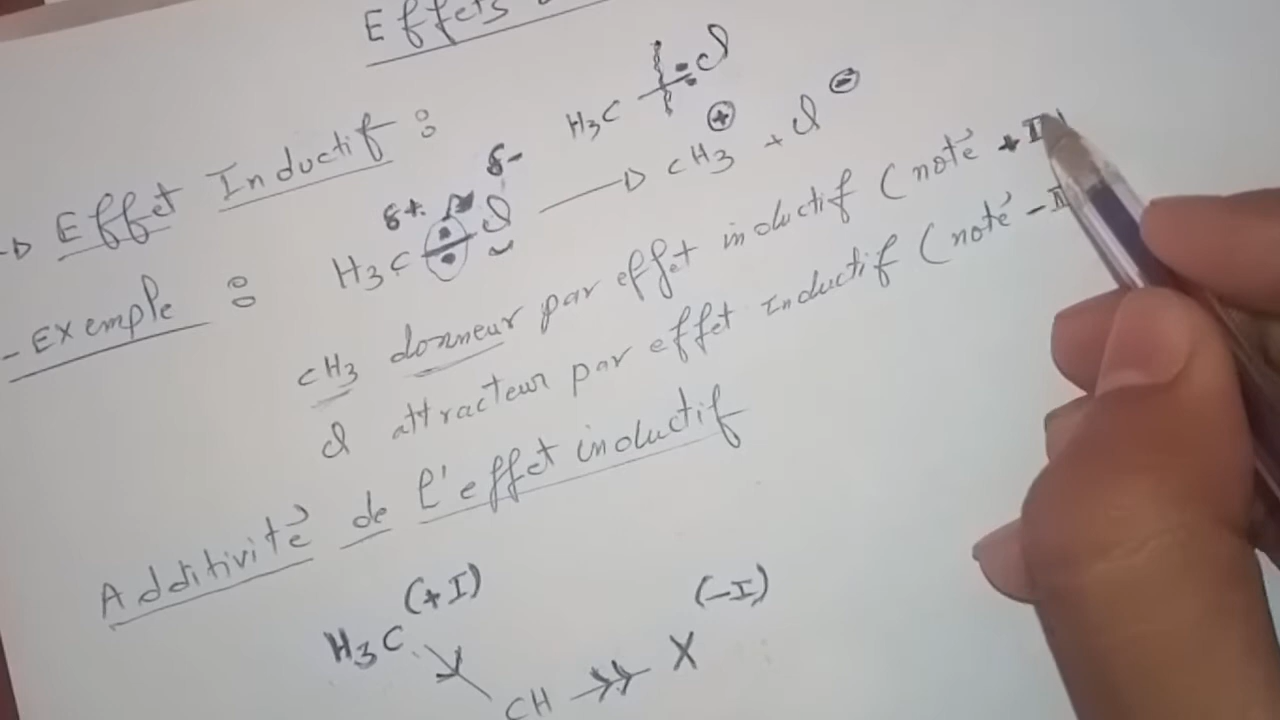 Effets
Effet Inductif :
H3C Cl
- Exemple : H3C Cl δ+ δ- → CH3 ⊕ + Cl ⊖
CH3 donneur par effet inductif (noté +I)
Cl attracteur par effet Inductif (noté -I
Additivité de l'effet inductif
H3C (+I)
X (-I)
CH